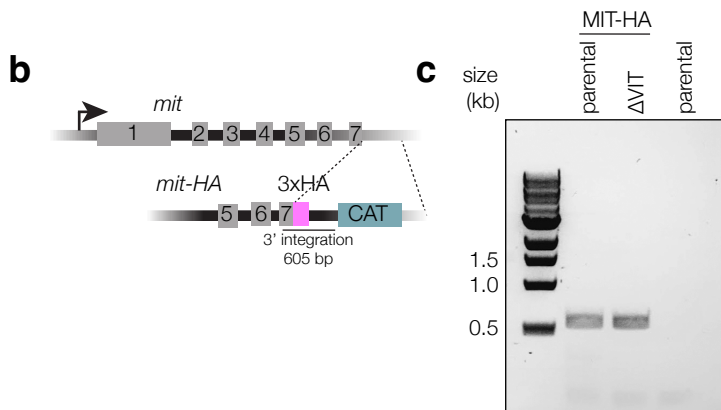 b
mit
1 2 3 4 5 6 7
mit-HA
3xHA
5 6 7 CAT
3' integration
605 bp
c
size
(kb)
MIT-HA
parental
ΔVIT
parental
1.5
1.0
0.5